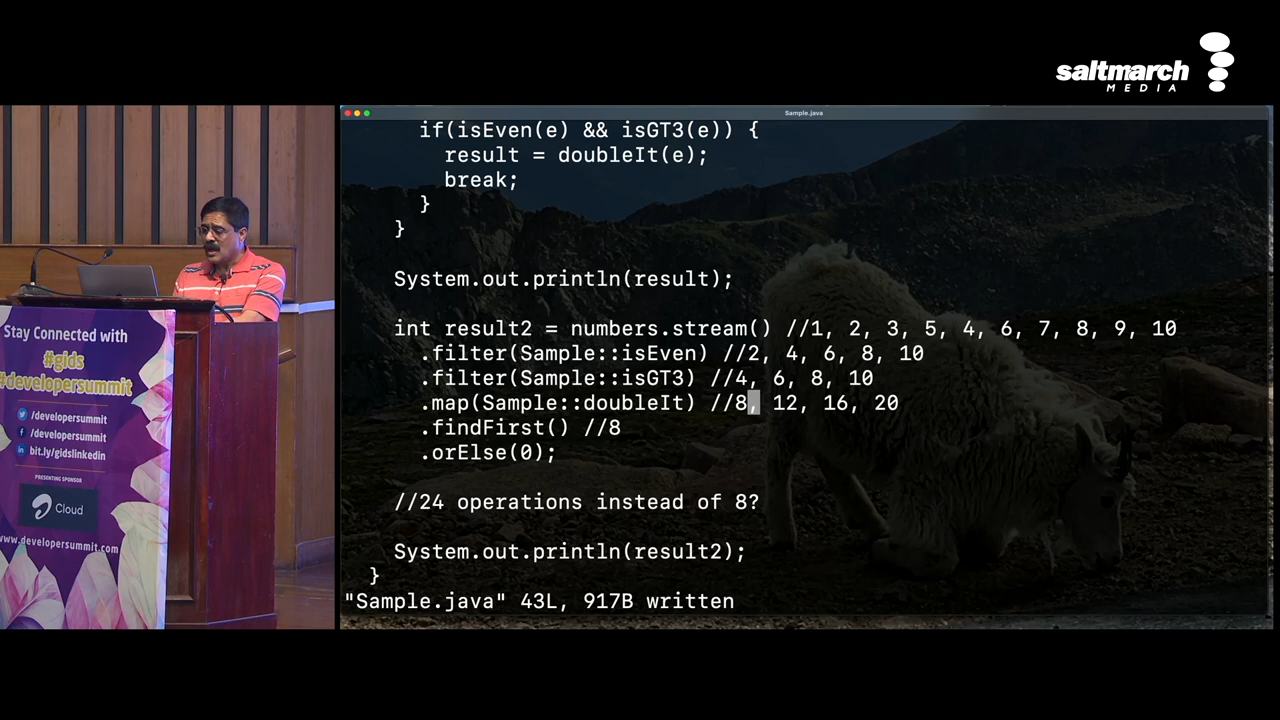 saltmarch
MEDIA
Sample.java
if(isEven(e) && isGT3(e)) {
result = doubleIt(e);
break;
}
}
System.out.println(result);
int result2 = numbers.stream() //1, 2, 3, 5, 4, 6, 7, 8, 9, 10
.filter(Sample::isEven) //2, 4, 6, 8, 10
.filter(Sample::isGT3) //4, 6, 8, 10
.map(Sample::doubleIt) //8, 12, 16, 20
.findFirst() //8
.orElse(0);
//24 operations instead of 8?
System.out.println(result2);
}
"Sample.java" 43L, 917B written
Stay Connected with
#gids
#developersummit
/developersummit
/developersummit
bit.ly/gidslinkedin
PRESENTING SPONSOR
Cloud
www.developersummit.com